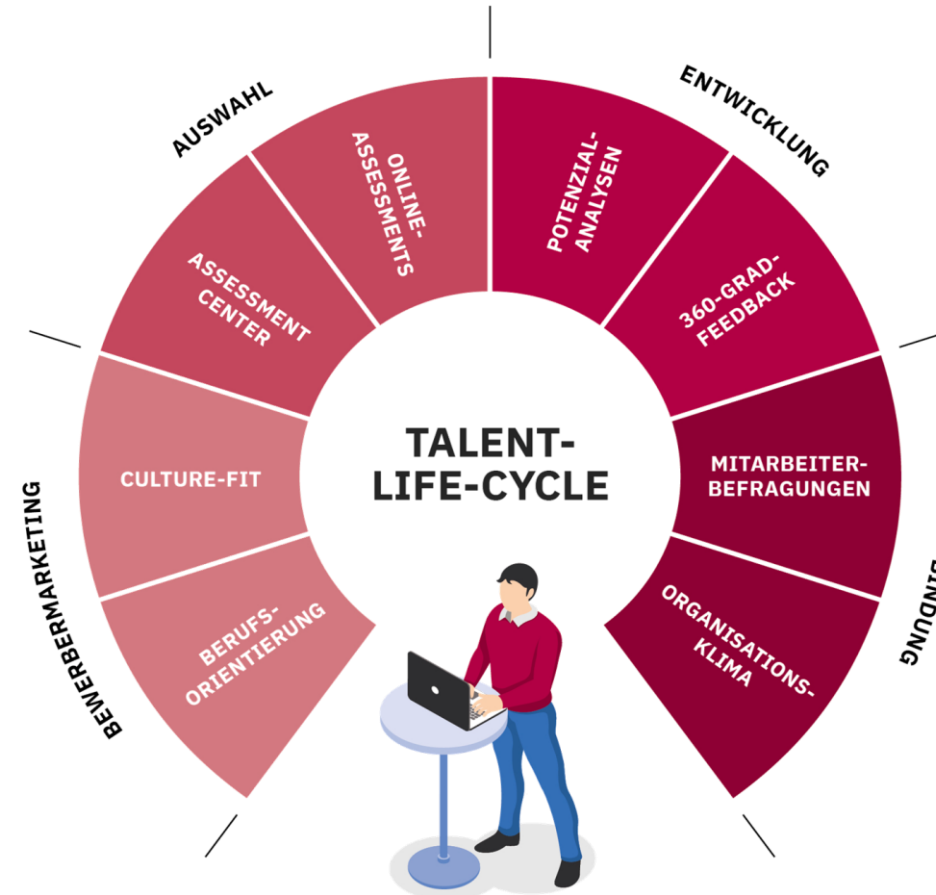 BEWERBERMARKETING
BERUFS-
ORIENTIERUNG
CULTURE-FIT
AUSWAHL
ASSESSMENT
CENTER
ONLINE-
ASSESSMENTS
ENTWICKLUNG
POTENZIAL-
ANALYSEN
360-GRAD-
FEEDBACK
BINDUNG
MITARBEITER-
BEFRAGUNGEN
ORGANISATIONS-
KLIMA
TALENT-
LIFE-CYCLE